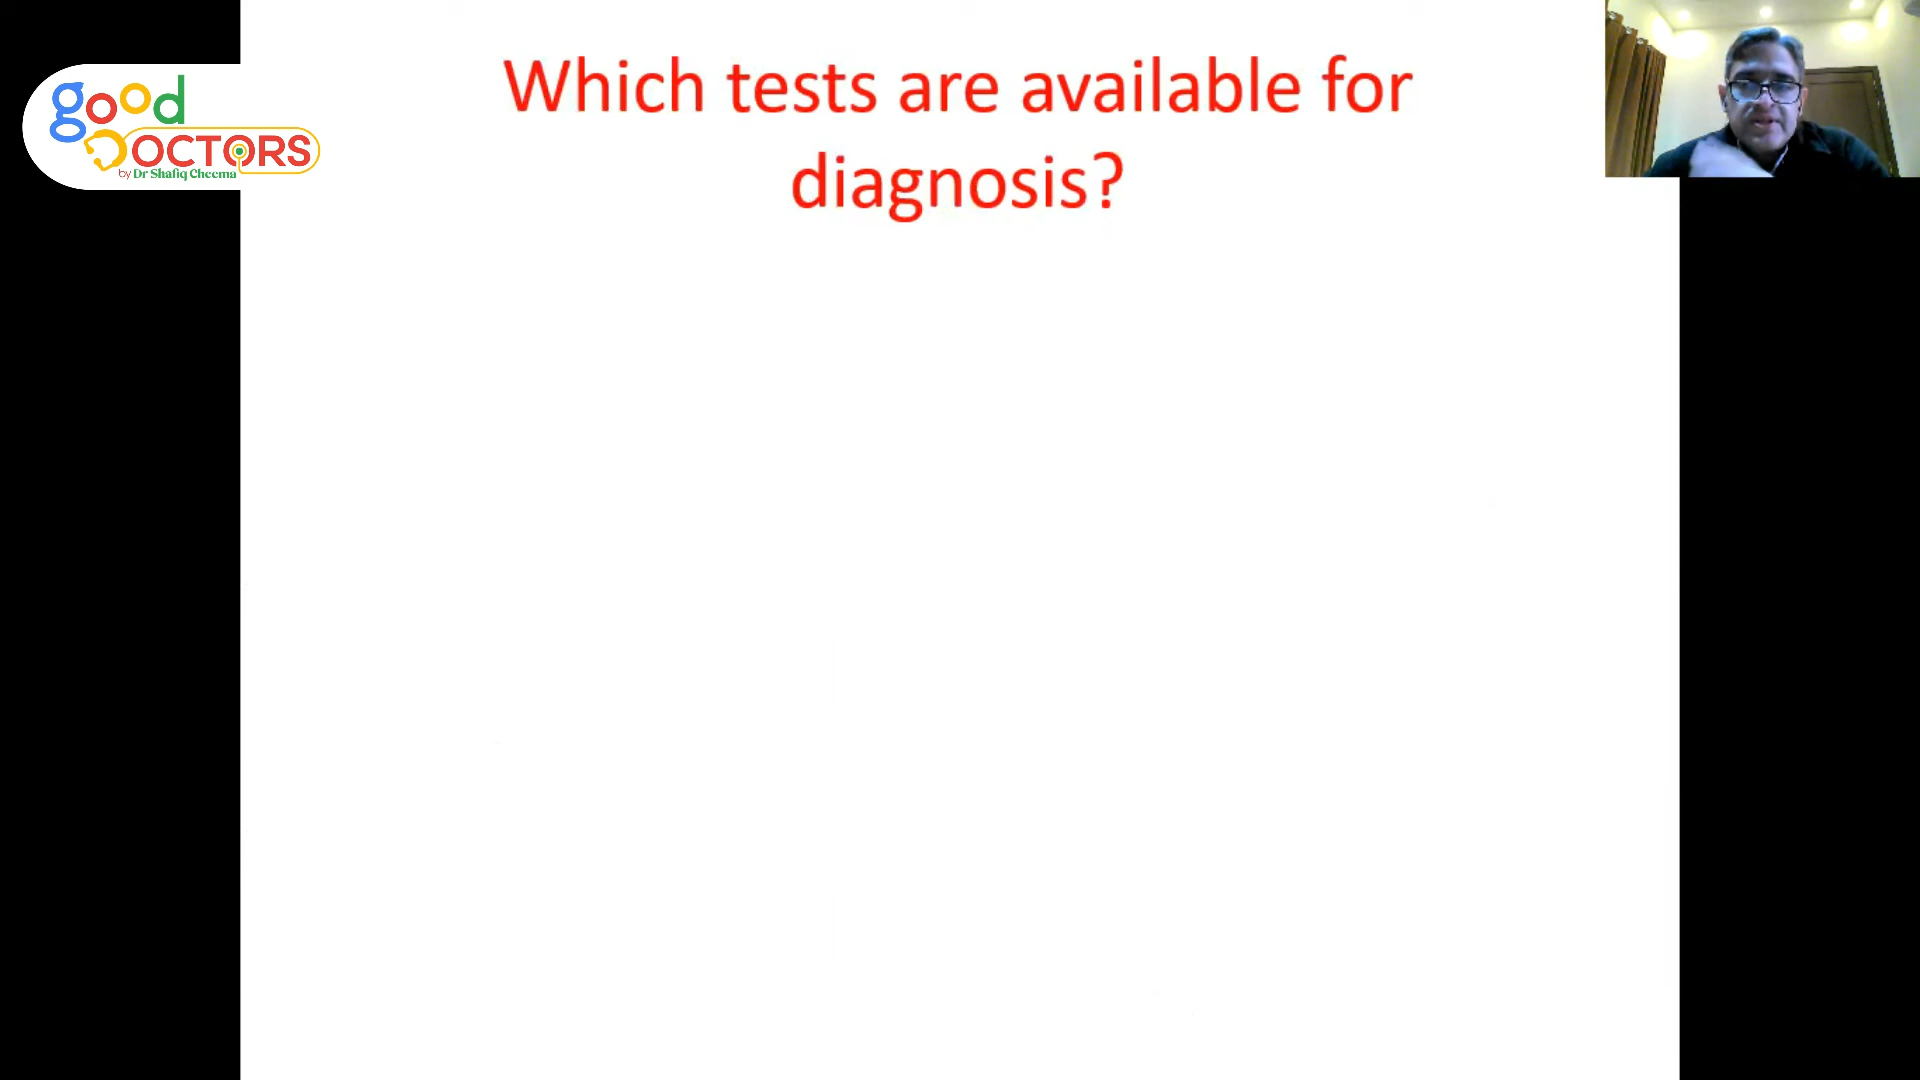 good
DOCTORS
by Dr Shafiq Cheema
Which tests are available for
diagnosis?